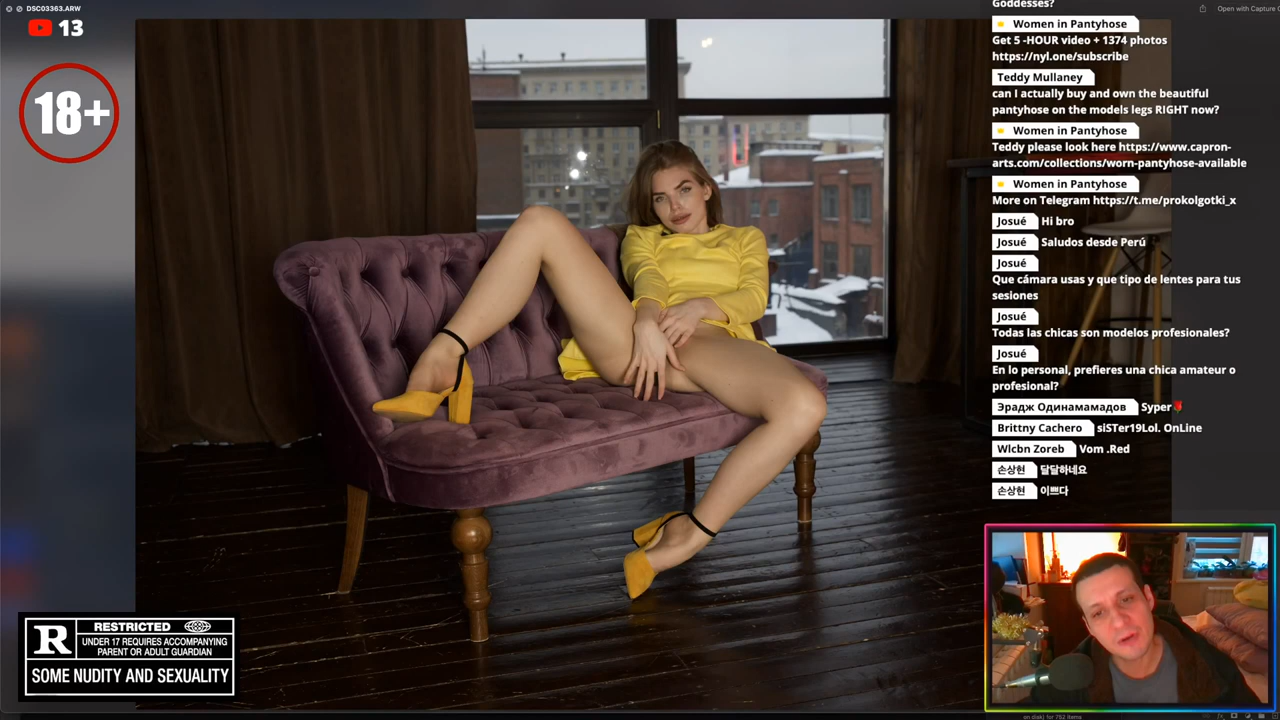 DSC03363.ARW
Open with Capture O
13
18+
Goddesses?
Women in Pantyhose
Get 5 -HOUR video + 1374 photos
https://nyl.one/subscribe
Teddy Mullaney
can I actually buy and own the beautiful
pantyhose on the models legs RIGHT now?
Women in Pantyhose
Teddy please look here https://www.capron-
arts.com/collections/worn-pantyhose-available
Women in Pantyhose
More on Telegram https://t.me/prokolgotki_x
Josué Hi bro
Josué Saludos desde Perú
Josué
Que cámara usas y que tipo de lentes para tus
sesiones
Josué
Todas las chicas son modelos profesionales?
Josué
En lo personal, prefieres una chica amateur o
profesional?
Эрадж Одинамамадов Syper
Brittny Cachero siSTer19Lol. OnLine
Wlcbn Zoreb Vom .Red
손상현 달달하네요
손상현 이쁘다
R RESTRICTED
UNDER 17 REQUIRES ACCOMPANYING
PARENT OR ADULT GUARDIAN
SOME NUDITY AND SEXUALITY
on disk) for 752 items